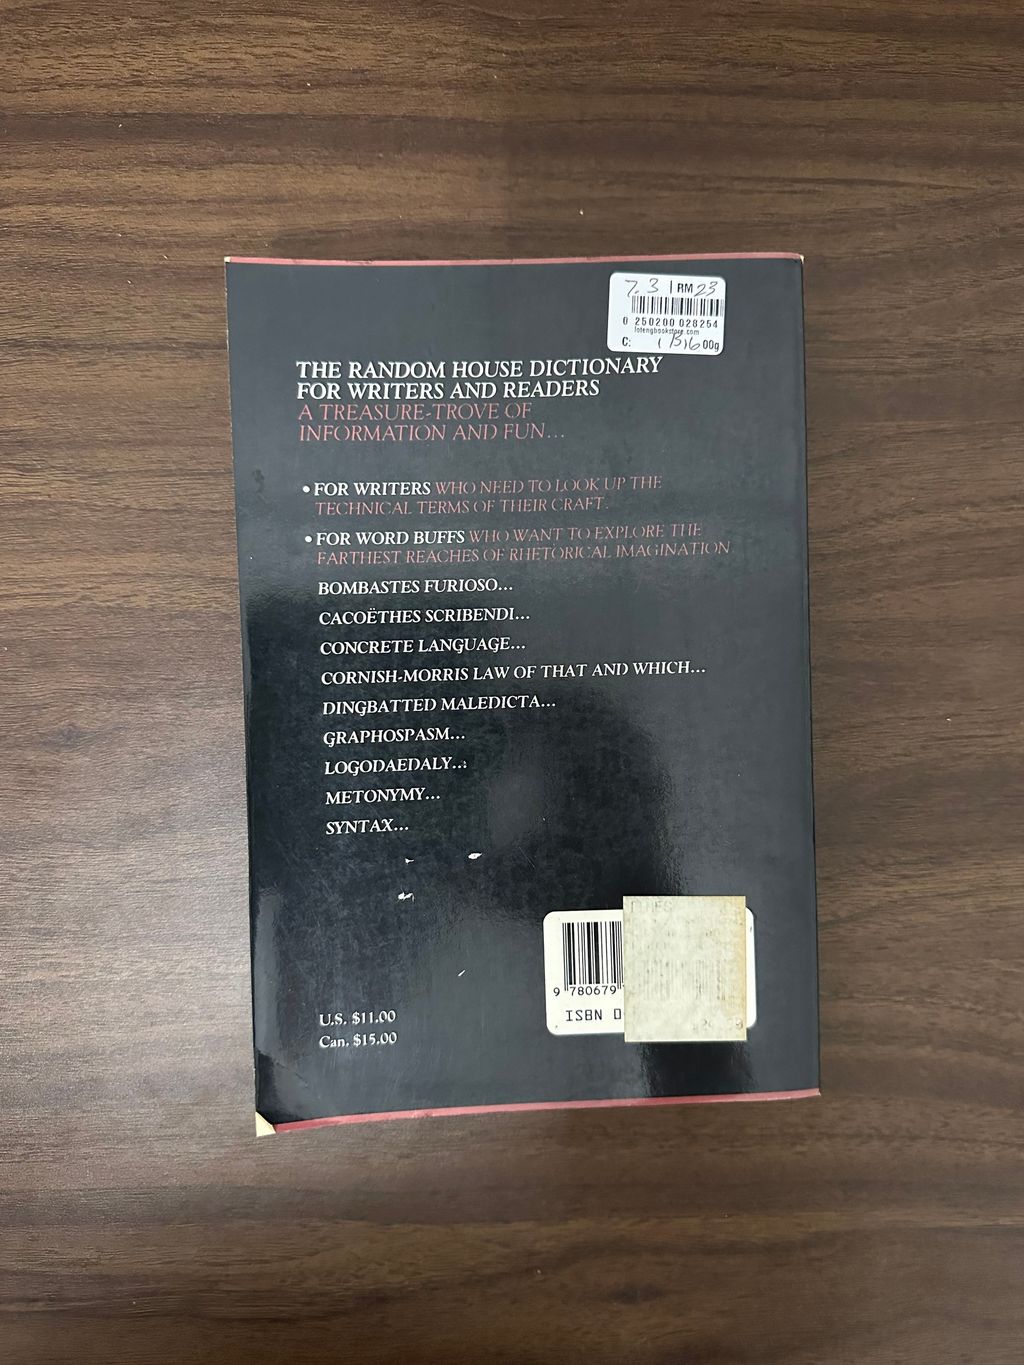 7.3 RM 23
0 250200 028254
lotengbookstore.com
C: 00g
THE RANDOM HOUSE DICTIONARY
FOR WRITERS AND READERS
A TREASURE-TROVE OF
INFORMATION AND FUN...
• FOR WRITERS WHO NEED TO LOOK UP THE
TECHNICAL TERMS OF THEIR CRAFT.
• FOR WORD BUFFS WHO WANT TO EXPLORE THE
FARTHEST REACHES OF RHETORICAL IMAGINATION
BOMBASTES FURIOSO...
CACOËTHES SCRIBENDI...
CONCRETE LANGUAGE...
CORNISH-MORRIS LAW OF THAT AND WHICH...
DINGBATTED MALEDICTA...
GRAPHOSPASM...
LOGODAEDALY...
METONYMY...
SYNTAX...
9 780679
ISBN 0-
U.S. $11.00
Can. $15.00